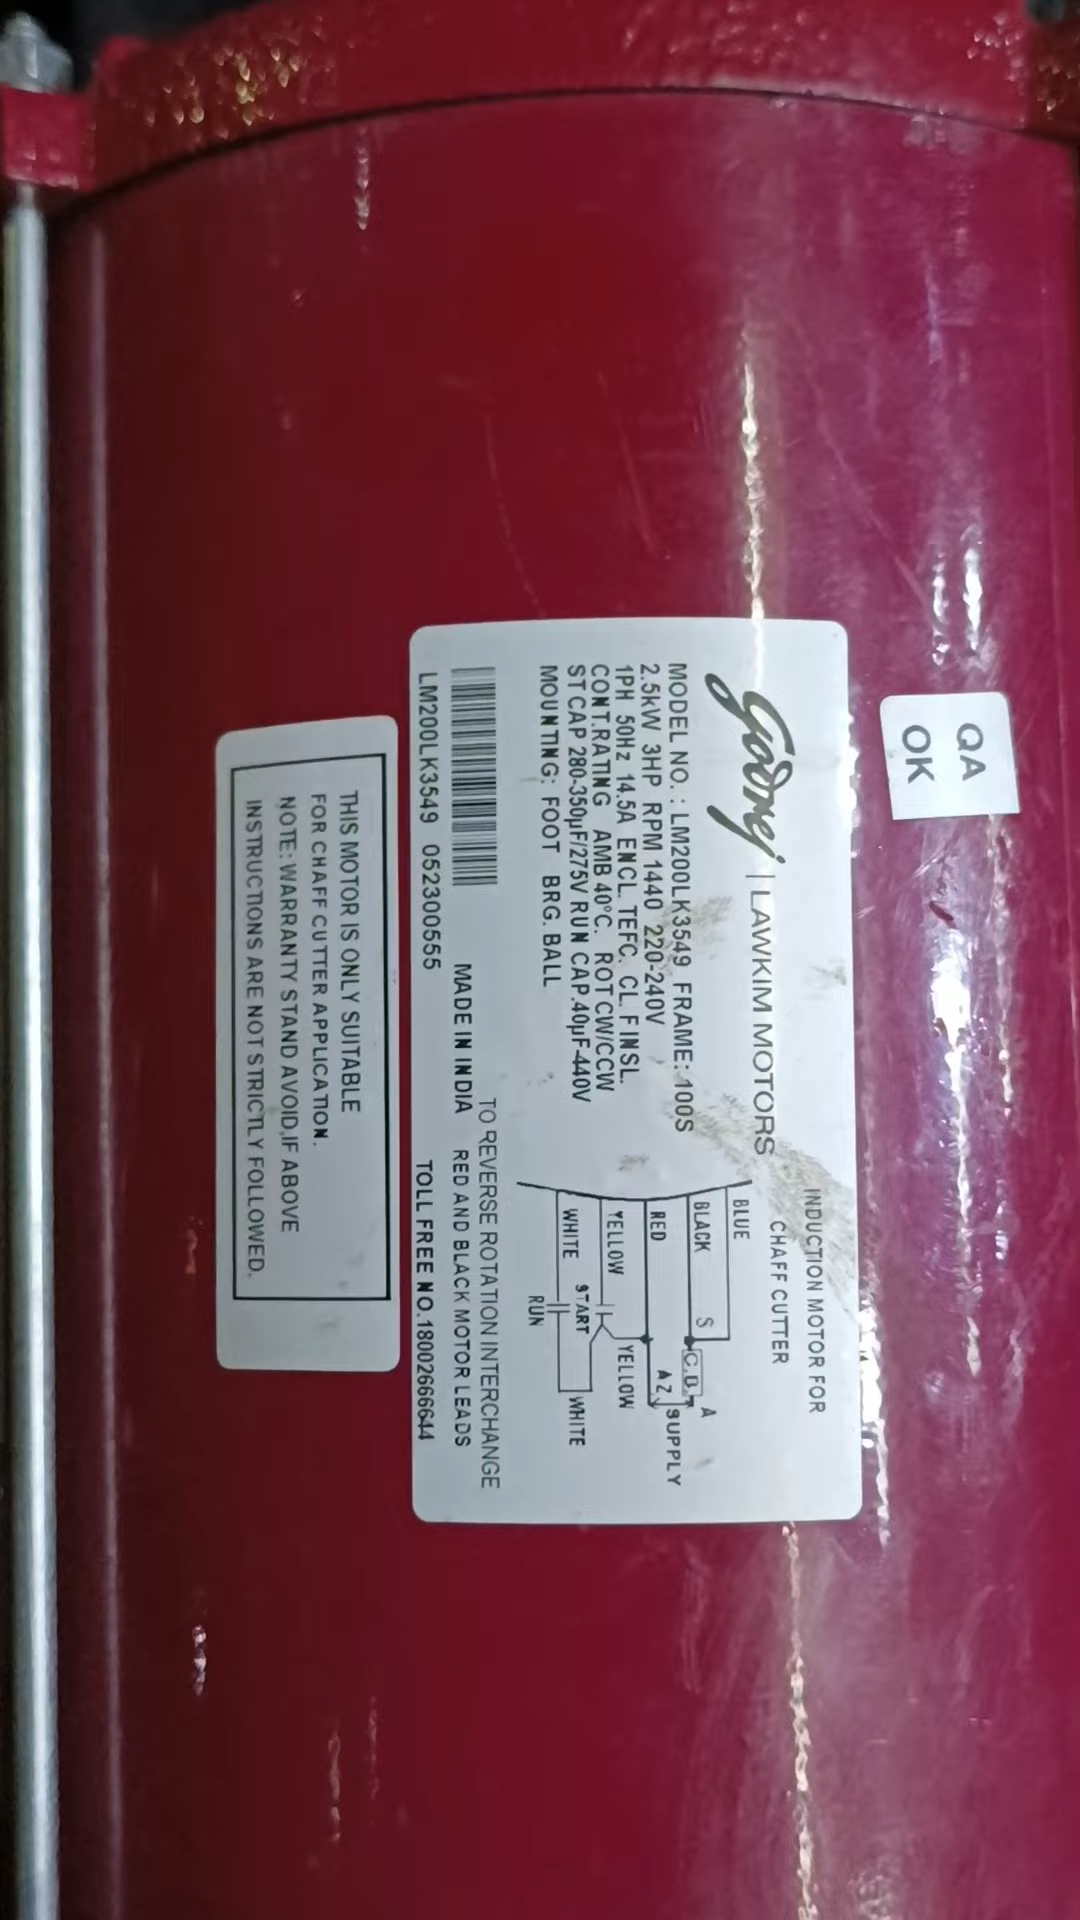 QA
OK
Godrej | LAWKIM MOTORS
INDUCTION MOTOR FOR
CHAFF CUTTER
MODEL NO. : LM200LK3549 FRAME: 100S
2.5kW 3HP RPM 1440 220-240V
1PH 50Hz 14.5A ENCL. TEFC. CL. F INSL.
CONT.RATING AMB 40°C. ROT CW/CCW
ST CAP 280-350µF/275V RUN CAP.40µF-440V
MOUNTING: FOOT BRG. BALL
BLUE
BLACK S
C.B.T A
RED AZ SUPPLY
YELLOW YELLOW
START
WHITE WHITE
RUN
TO REVERSE ROTATION INTERCHANGE
MADE IN INDIA RED AND BLACK MOTOR LEADS
LM200LK3549 052300555 TOLL FREE NO.18002666644
THIS MOTOR IS ONLY SUITABLE
FOR CHAFF CUTTER APPLICATION.
NOTE: WARRANTY STAND AVOID,IF ABOVE
INSTRUCTIONS ARE NOT STRICTLY FOLLOWED.